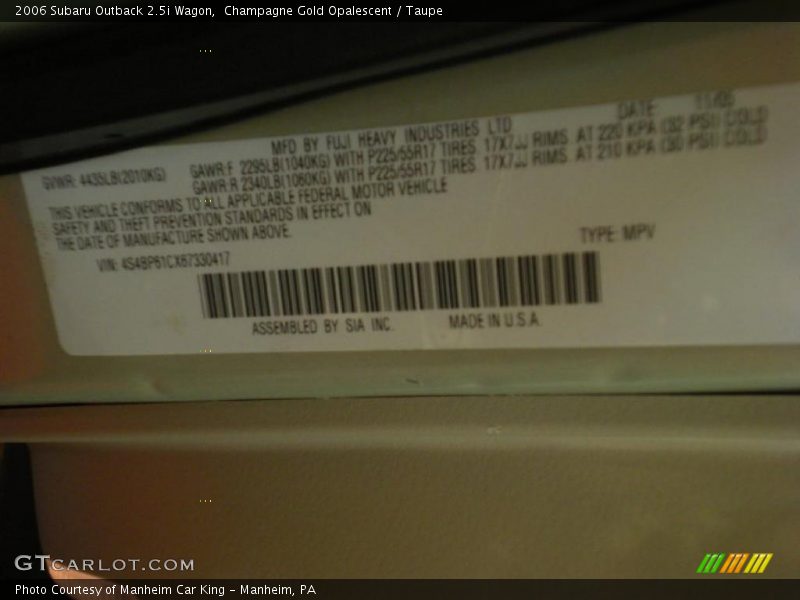 2006 Subaru Outback 2.5i Wagon,  Champagne Gold Opalescent / Taupe
MFD BY FUJI HEAVY INDUSTRIES LTD DATE 11/05
GVWR: 4435LB(2010KG) GAWR:F 2295LB(1040KG) WITH P225/55R17 TIRES 17X7JJ RIMS AT 220 KPA (32 PSI) COLD
GAWR:R 2340LB(1060KG) WITH P225/55R17 TIRES 17X7JJ RIMS AT 210 KPA (30 PSI) COLD
THIS VEHICLE CONFORMS TO ALL APPLICABLE FEDERAL MOTOR VEHICLE
SAFETY AND THEFT PREVENTION STANDARDS IN EFFECT ON
THE DATE OF MANUFACTURE SHOWN ABOVE.
VIN: 4S4BP61CX67330417 TYPE: MPV
ASSEMBLED BY SIA INC. MADE IN U.S.A.
GTCARLOT.COM
Photo Courtesy of Manheim Car King - Manheim, PA